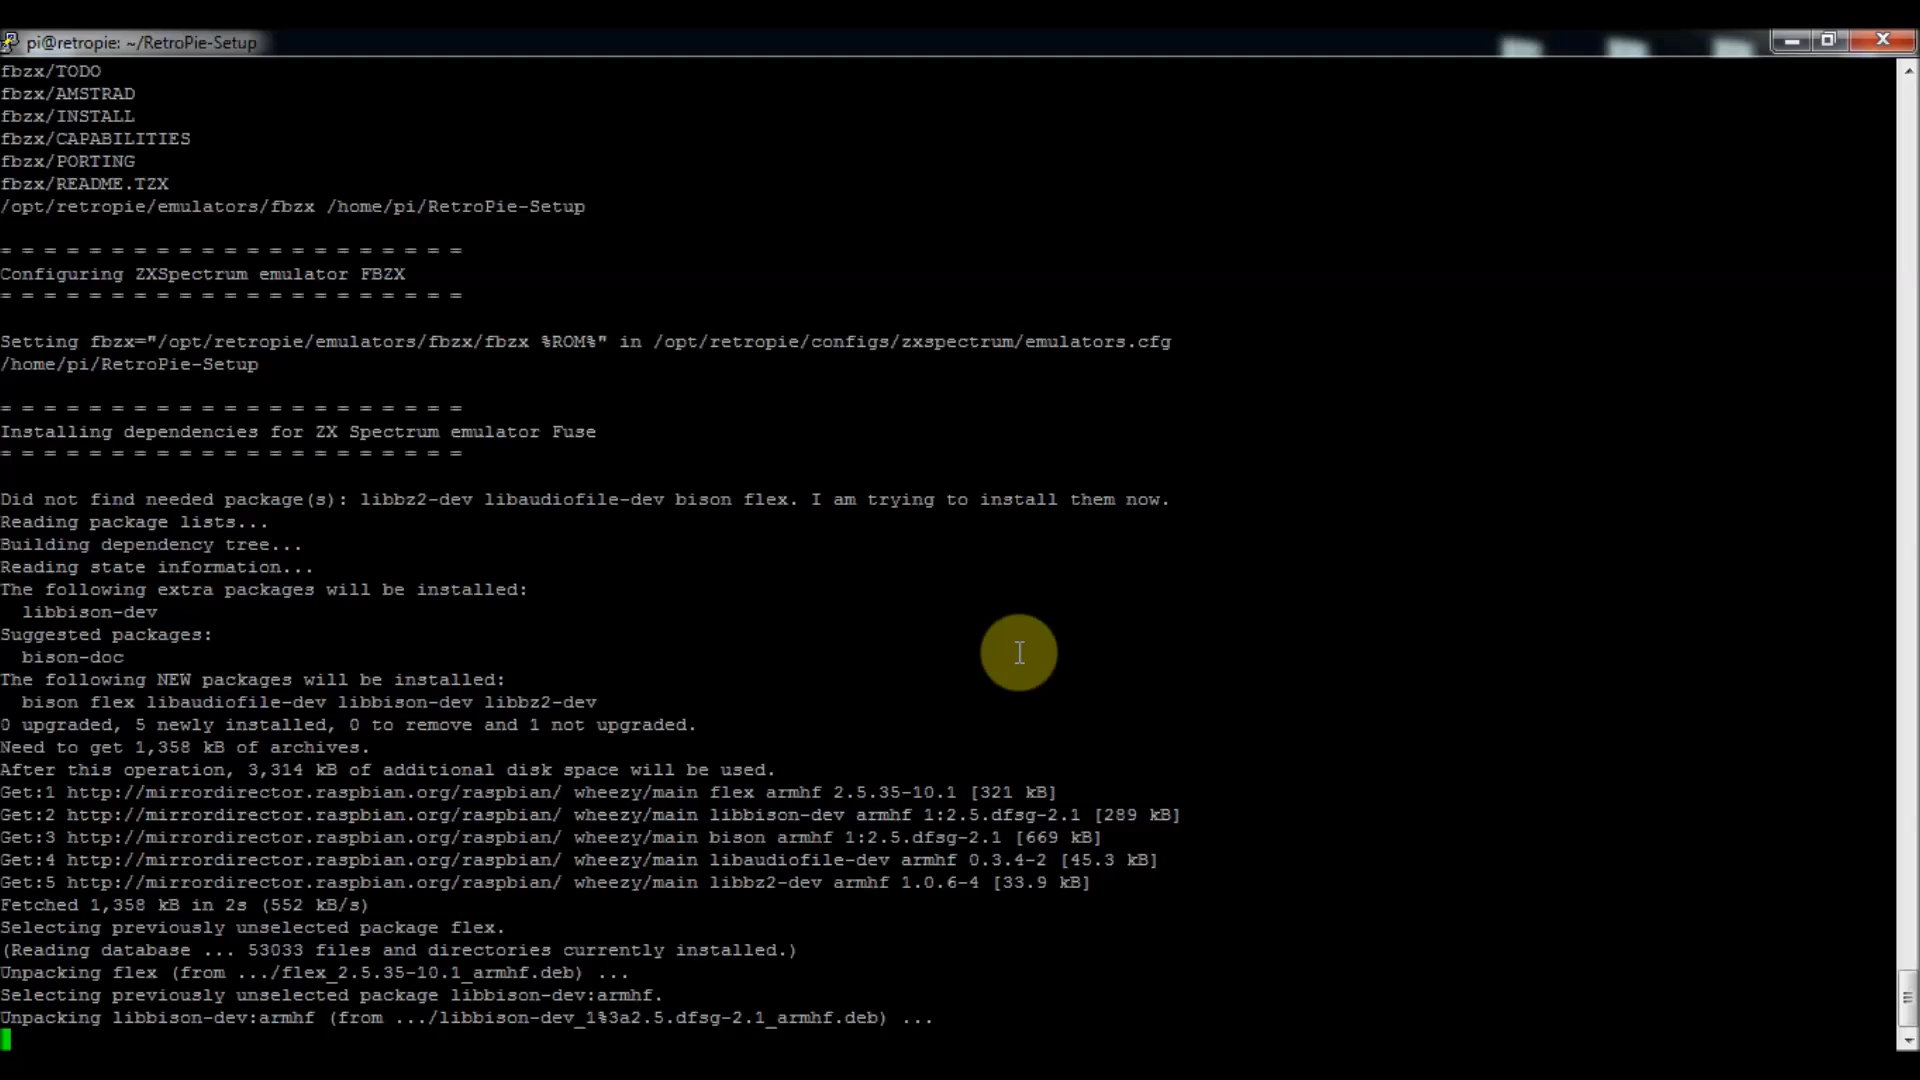 pi@retropie: ~/RetroPie-Setup
fbzx/TODO
fbzx/AMSTRAD
fbzx/INSTALL
fbzx/CAPABILITIES
fbzx/PORTING
fbzx/README.TZX
/opt/retropie/emulators/fbzx /home/pi/RetroPie-Setup
= = = = = = = = = = = = = = = = = = = = =
Configuring ZXSpectrum emulator FBZX
= = = = = = = = = = = = = = = = = = = = =
Setting fbzx="/opt/retropie/emulators/fbzx/fbzx %ROM%" in /opt/retropie/configs/zxspectrum/emulators.cfg
/home/pi/RetroPie-Setup
= = = = = = = = = = = = = = = = = = = = =
Installing dependencies for ZX Spectrum emulator Fuse
= = = = = = = = = = = = = = = = = = = = =
Did not find needed package(s): libbz2-dev libaudiofile-dev bison flex. I am trying to install them now.
Reading package lists...
Building dependency tree...
Reading state information...
The following extra packages will be installed:
  libbison-dev
Suggested packages:
  bison-doc
The following NEW packages will be installed:
  bison flex libaudiofile-dev libbison-dev libbz2-dev
0 upgraded, 5 newly installed, 0 to remove and 1 not upgraded.
Need to get 1,358 kB of archives.
After this operation, 3,314 kB of additional disk space will be used.
Get:1 http://mirrordirector.raspbian.org/raspbian/ wheezy/main flex armhf 2.5.35-10.1 [321 kB]
Get:2 http://mirrordirector.raspbian.org/raspbian/ wheezy/main libbison-dev armhf 1:2.5.dfsg-2.1 [289 kB]
Get:3 http://mirrordirector.raspbian.org/raspbian/ wheezy/main bison armhf 1:2.5.dfsg-2.1 [669 kB]
Get:4 http://mirrordirector.raspbian.org/raspbian/ wheezy/main libaudiofile-dev armhf 0.3.4-2 [45.3 kB]
Get:5 http://mirrordirector.raspbian.org/raspbian/ wheezy/main libbz2-dev armhf 1.0.6-4 [33.9 kB]
Fetched 1,358 kB in 2s (552 kB/s)
Selecting previously unselected package flex.
(Reading database ... 53033 files and directories currently installed.)
Unpacking flex (from .../flex_2.5.35-10.1_armhf.deb) ...
Selecting previously unselected package libbison-dev:armhf.
Unpacking libbison-dev:armhf (from .../libbison-dev_1%3a2.5.dfsg-2.1_armhf.deb) ...